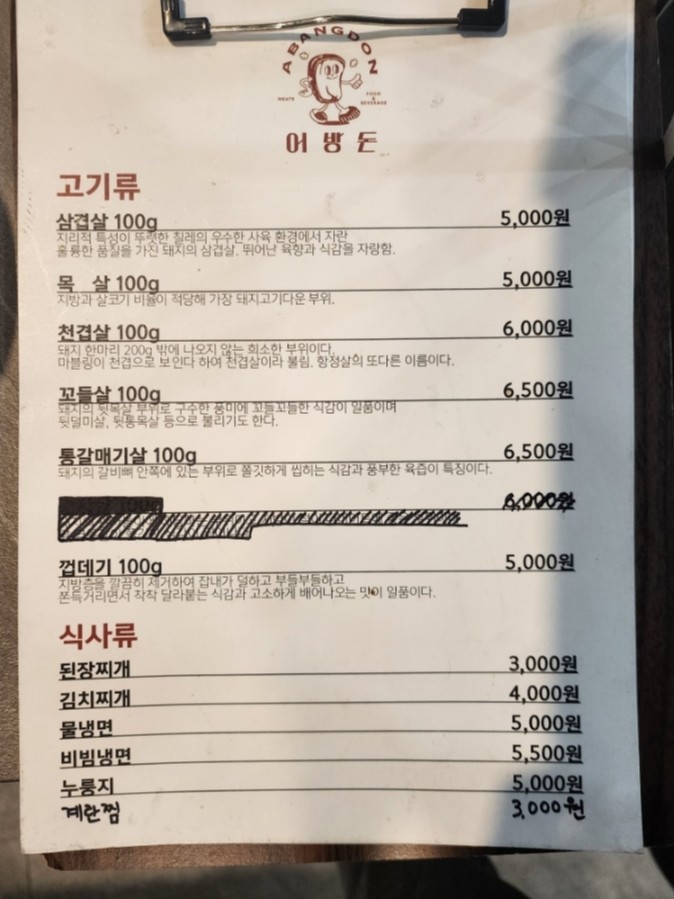 ABANGDON
MEATS
FOOD
&
BEVERAGE
어방돈
고기류
삼겹살 100g 5,000원
지리적 특성이 뚜렷한 칠레의 우수한 사육 환경에서 자란
훌륭한 품질을 가진 돼지의 삼겹살. 뛰어난 육향과 식감을 자랑함.
목 살 100g 5,000원
지방과 살코기 비율이 적당해 가장 돼지고기다운 부위.
천겹살 100g 6,000원
돼지 한마리 200g 밖에 나오지 않는 희소한 부위이다.
마블링이 천겹으로 보인다 하여 천겹살이라 불림. 항정살의 또다른 이름이다.
꼬들살 100g 6,500원
돼지의 뒷목살 부위로 구수한 풍미에 꼬들꼬들한 식감이 일품이며
뒷덜미살, 뒷통목살 등으로 불리기도 한다.
통갈매기살 100g 6,500원
돼지의 갈비뼈 안쪽에 있는 부위로 쫄깃하게 씹히는 식감과 풍부한 육즙이 특징이다.
6,000원
껍데기 100g 5,000원
지방층을 깔끔히 제거하여 잡내가 덜하고 부들부들하고
쫀득거리면서 착착 달라붙는 식감과 고소하게 배어나오는 맛이 일품이다.
식사류
된장찌개 3,000원
김치찌개 4,000원
물냉면 5,000원
비빔냉면 5,500원
누룽지 5,000원
계란찜 3,000원